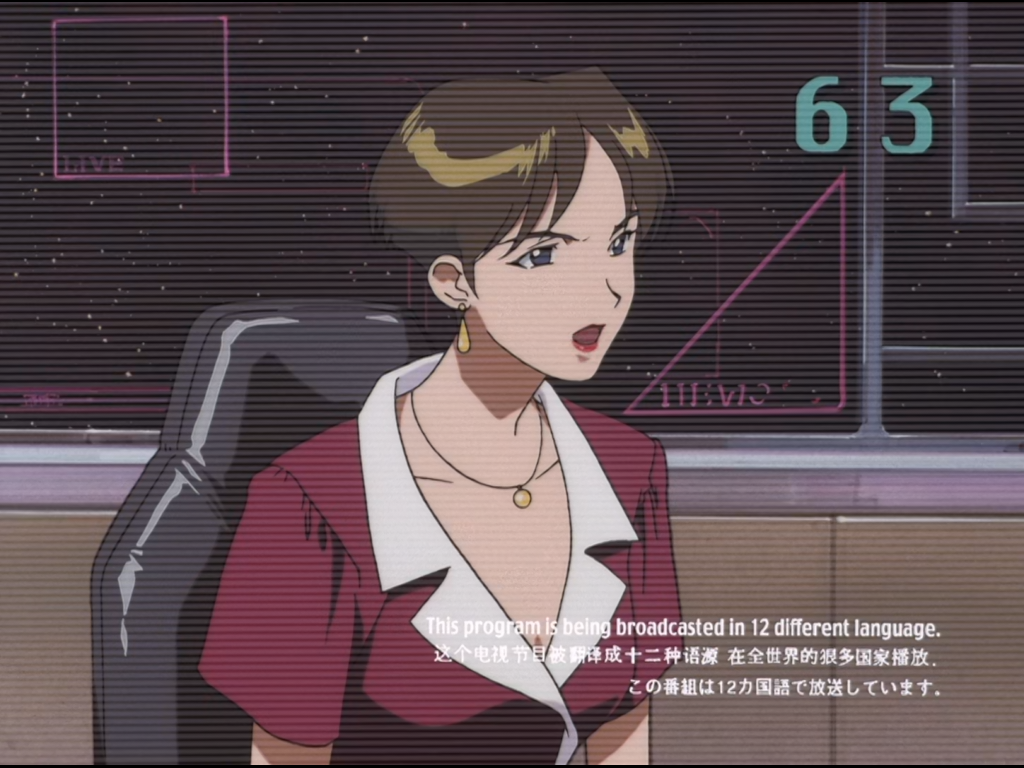 LIVE
63
This program is being broadcasted in 12 different language.
这个电视节目被翻译成十二种语源 在全世界的狠多国家播放.
この番組は12カ国語で放送しています.